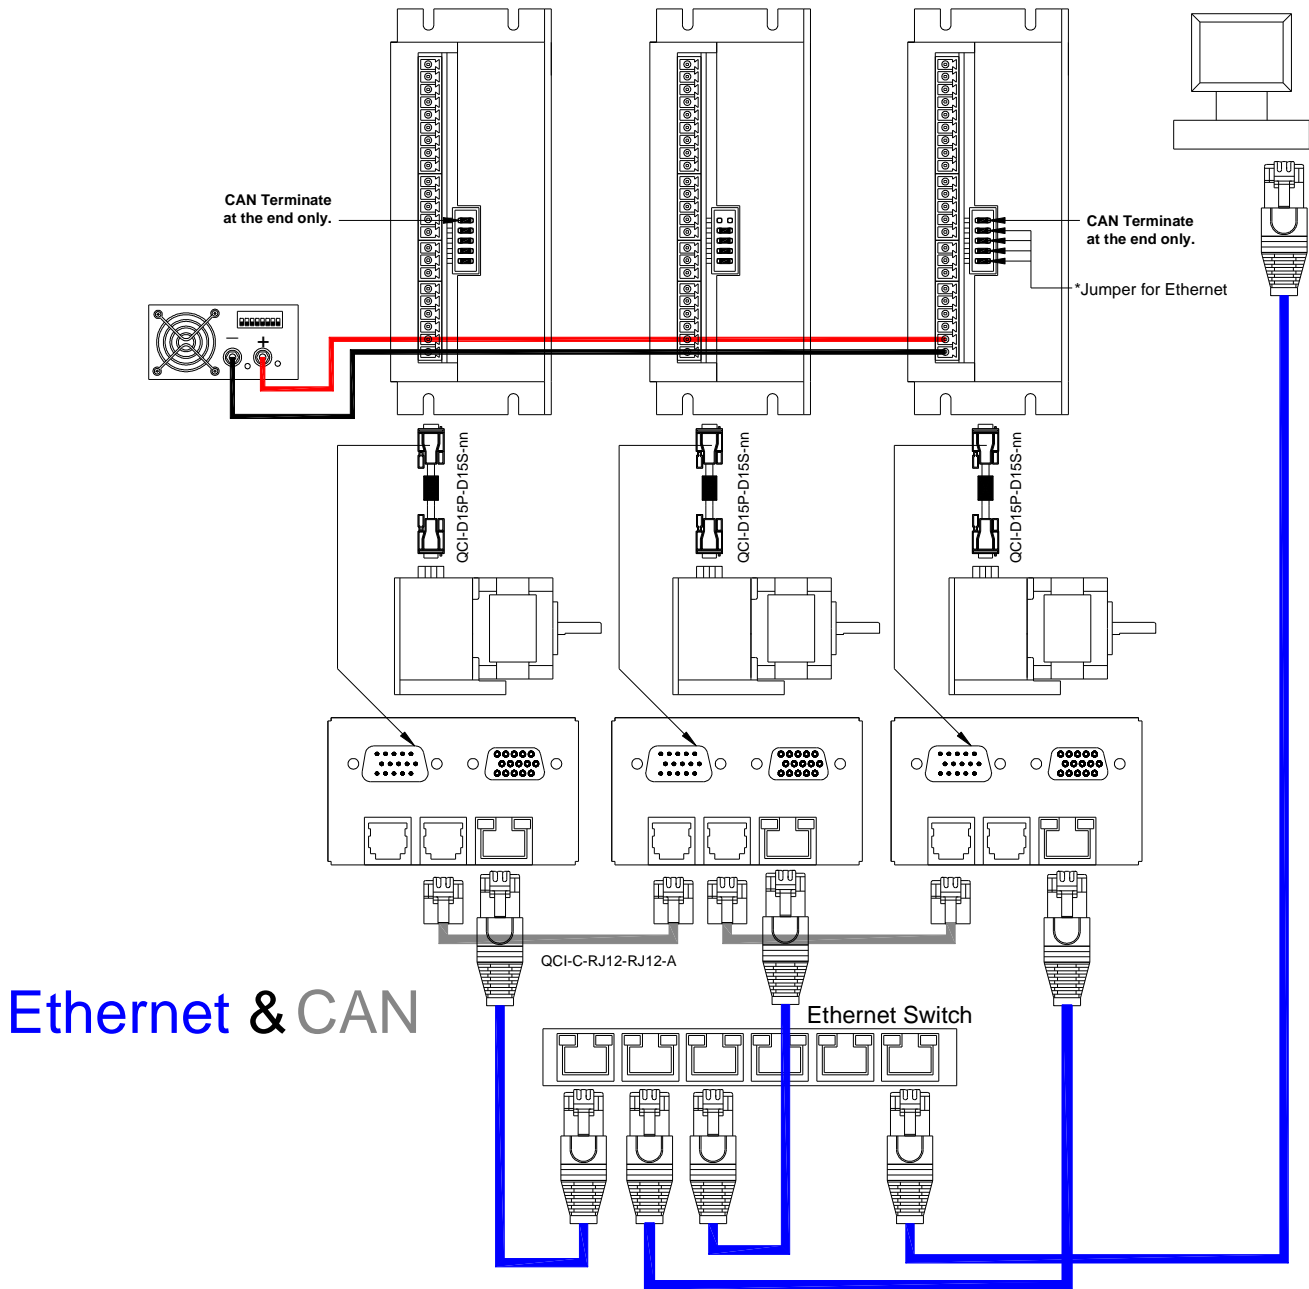 CAN Terminate
at the end only.
CAN Terminate
at the end only.
*Jumper for Ethernet
− +
QCI-D15P-D15S-nn
QCI-D15P-D15S-nn
QCI-D15P-D15S-nn
QCI-C-RJ12-RJ12-A
Ethernet & CAN
Ethernet Switch